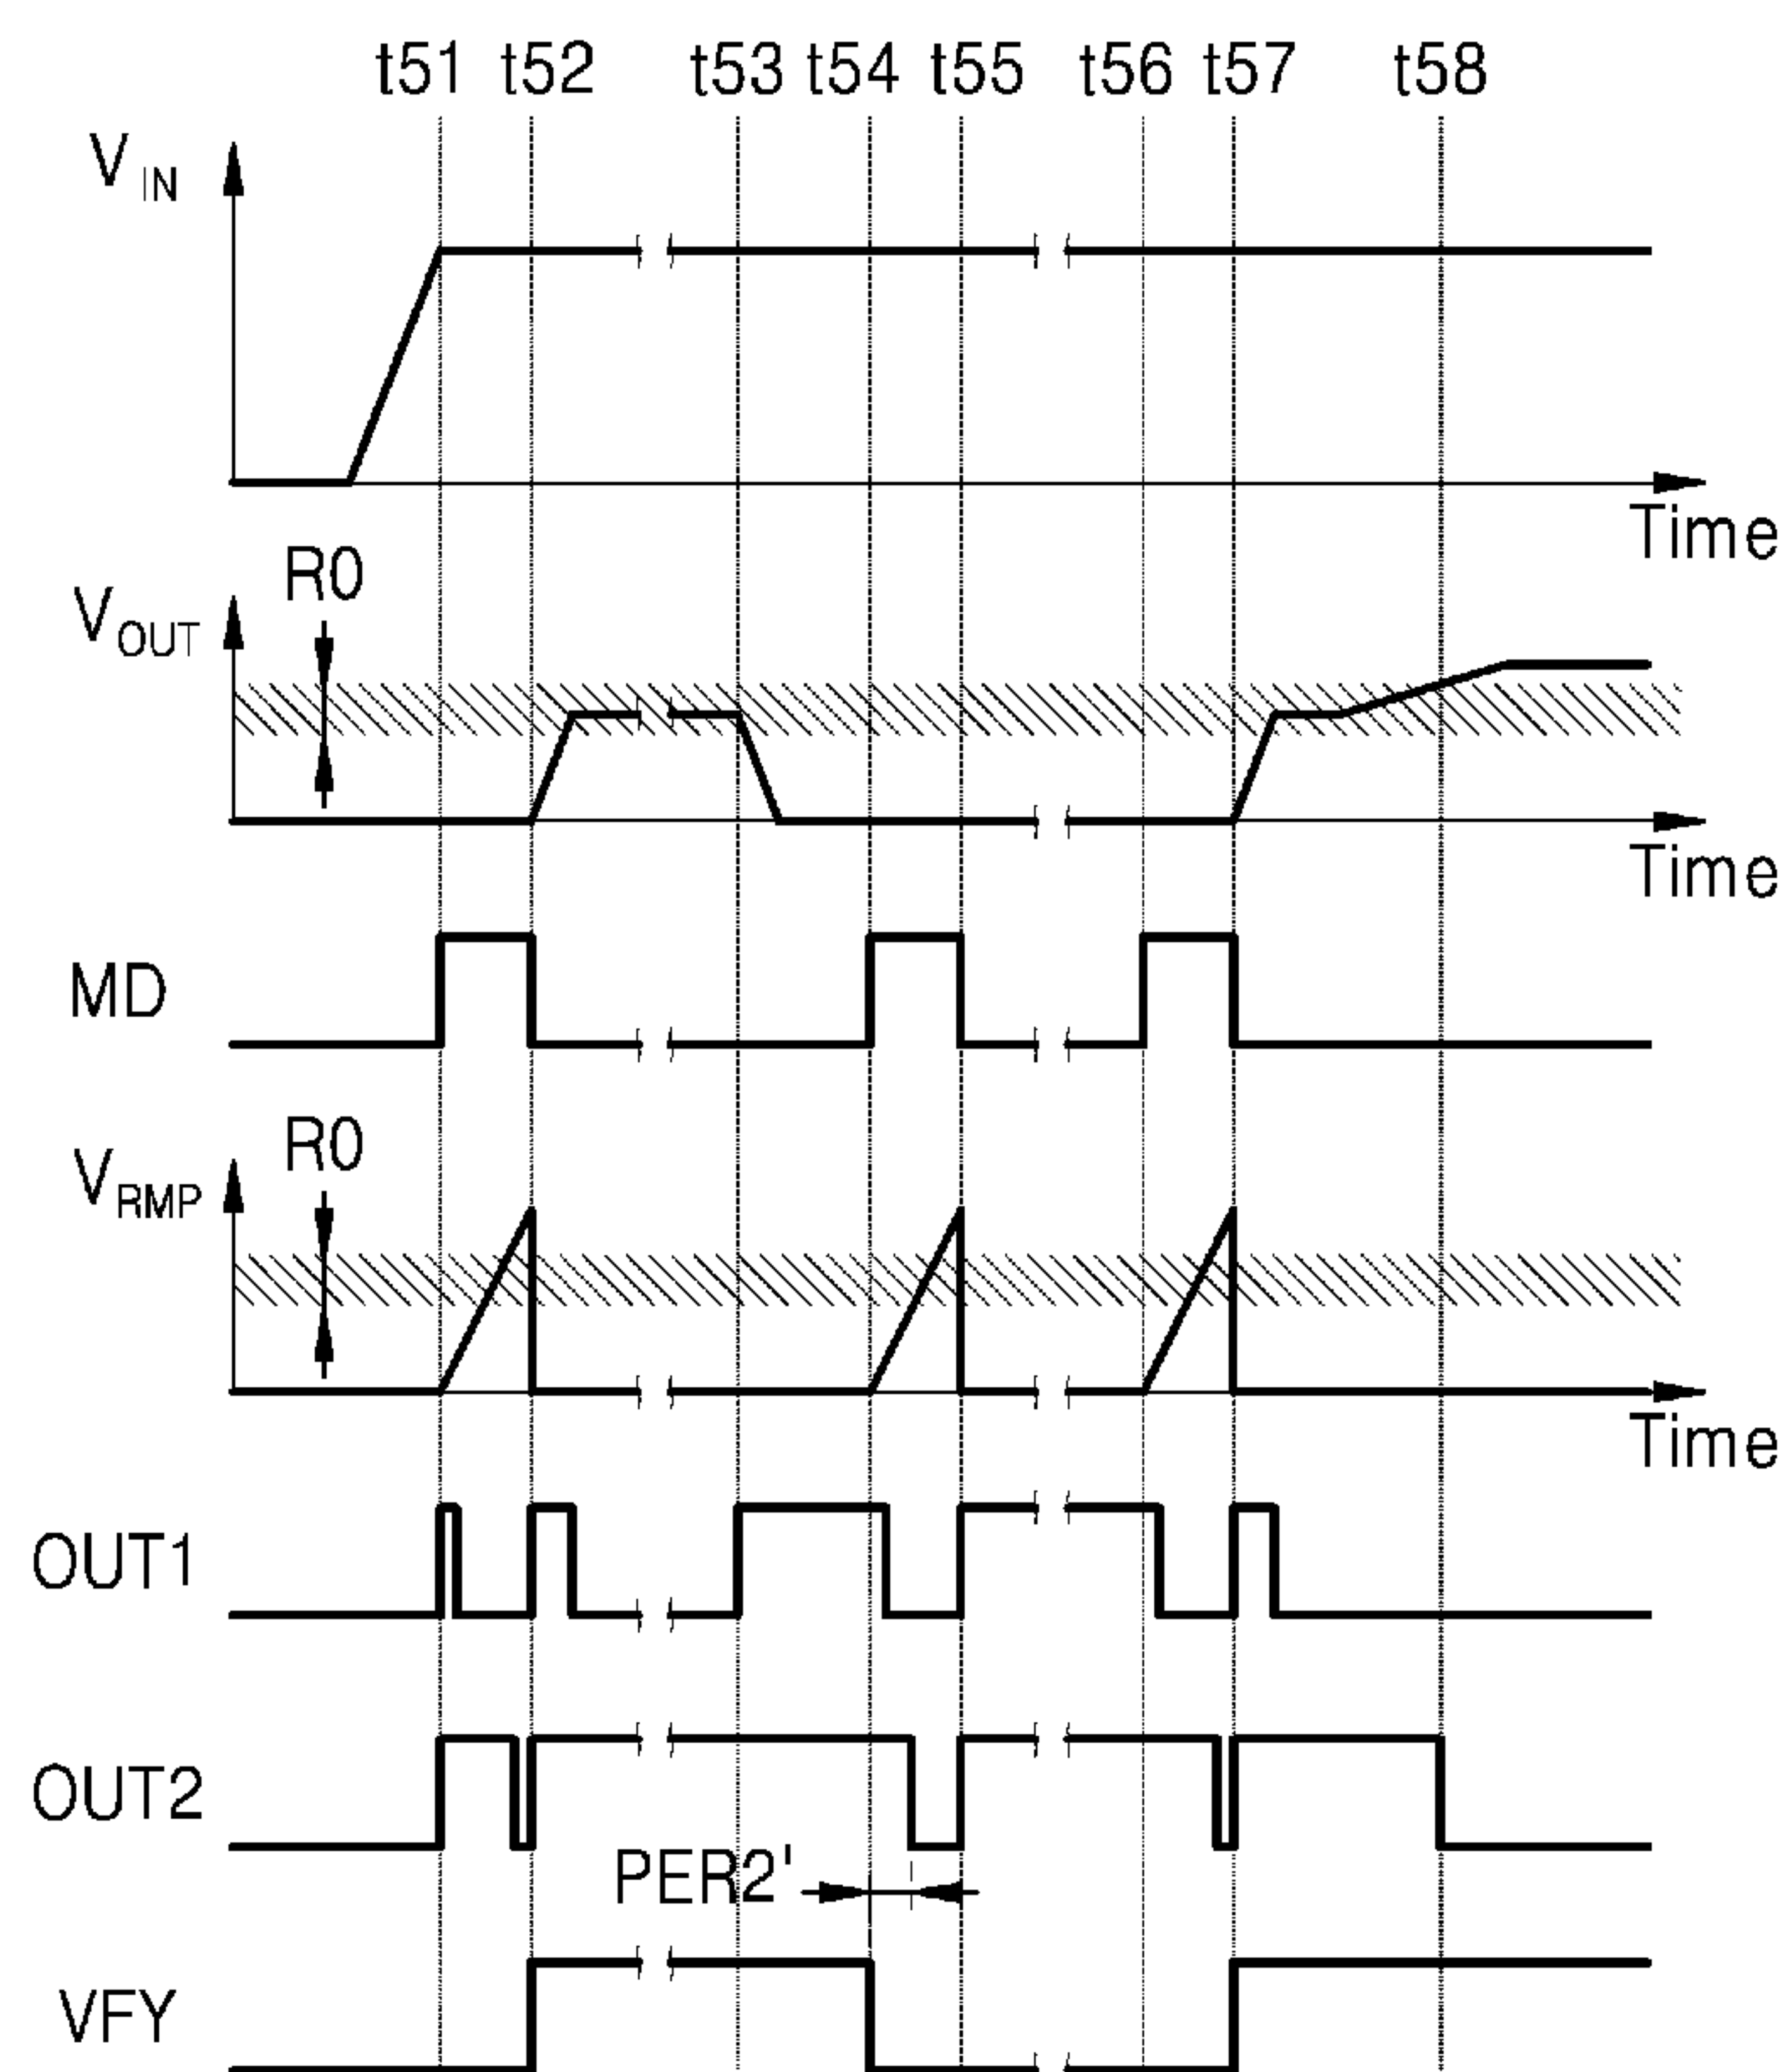 t51 t52 t53 t54 t55 t56 t57 t58
V IN
Time
R0
VOUT
Time
MD
R0
VRMP
Time
OUT1
OUT2
PER2'
VFY